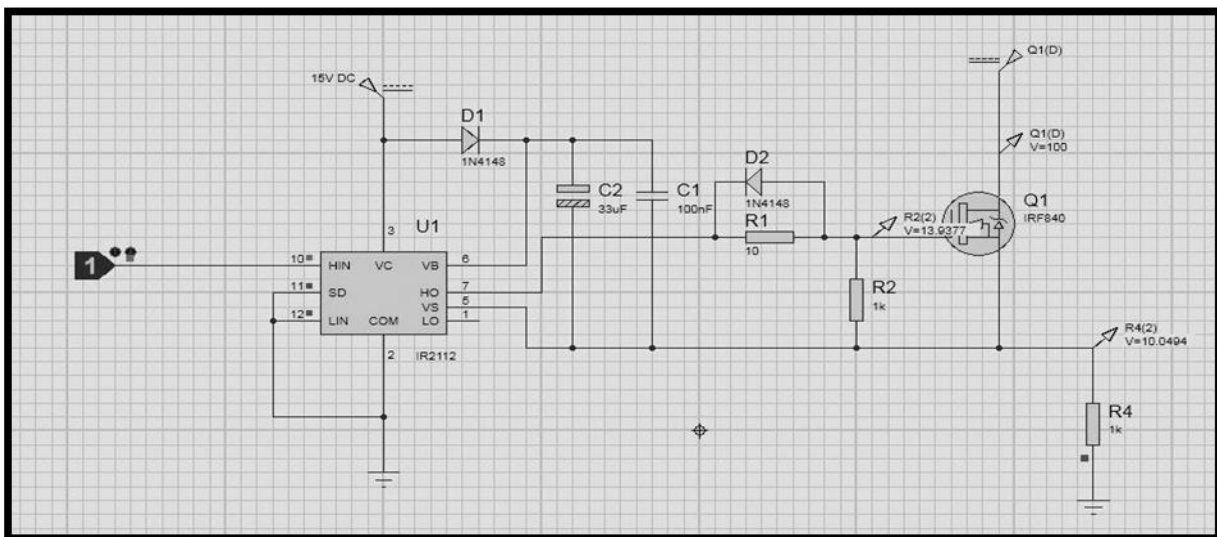 Q1(D)
15V DC
D1
1N4148
Q1(D)
V=100
D2
1N4148
C2
33uF
C1
100nF
Q1
IRF840
R2(2)
V=13.9377
R1
10
U1
3
1
10
HIN
VC
VB
6
11
SD
HO
7
VS
5
12
LIN
COM
LO
1
2
IR2112
R2
1k
R4(2)
V=10.0494
R4
1k